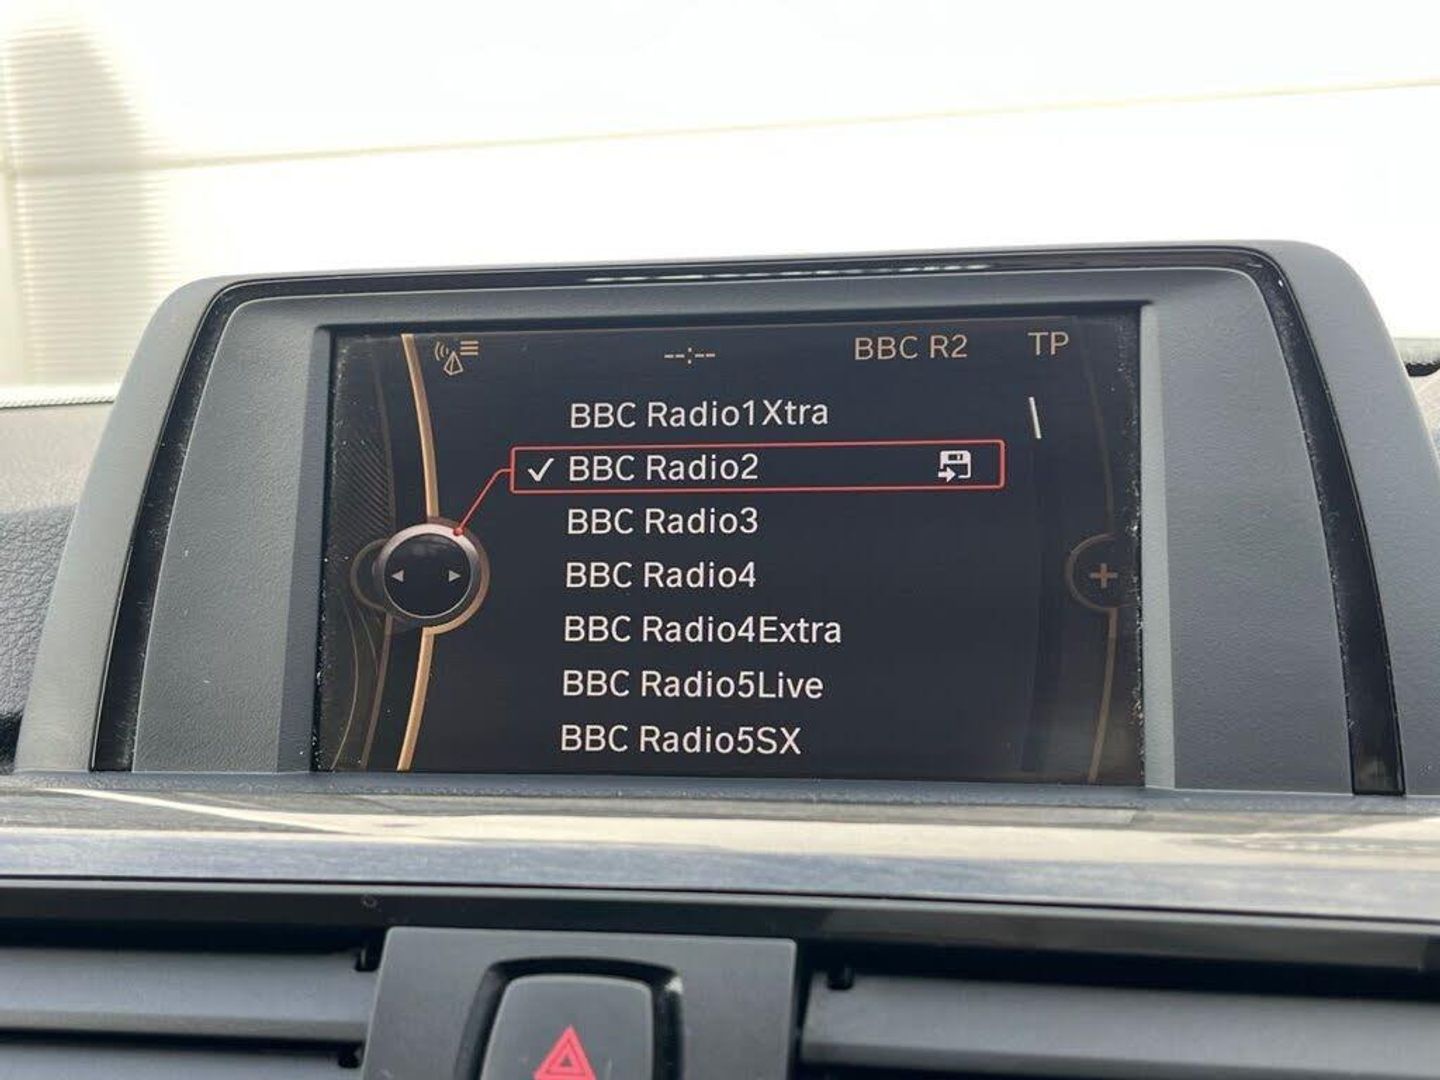 --:-- BBC R2 TP
BBC Radio1Xtra
BBC Radio2
BBC Radio3
BBC Radio4
BBC Radio4Extra
BBC Radio5Live
BBC Radio5SX